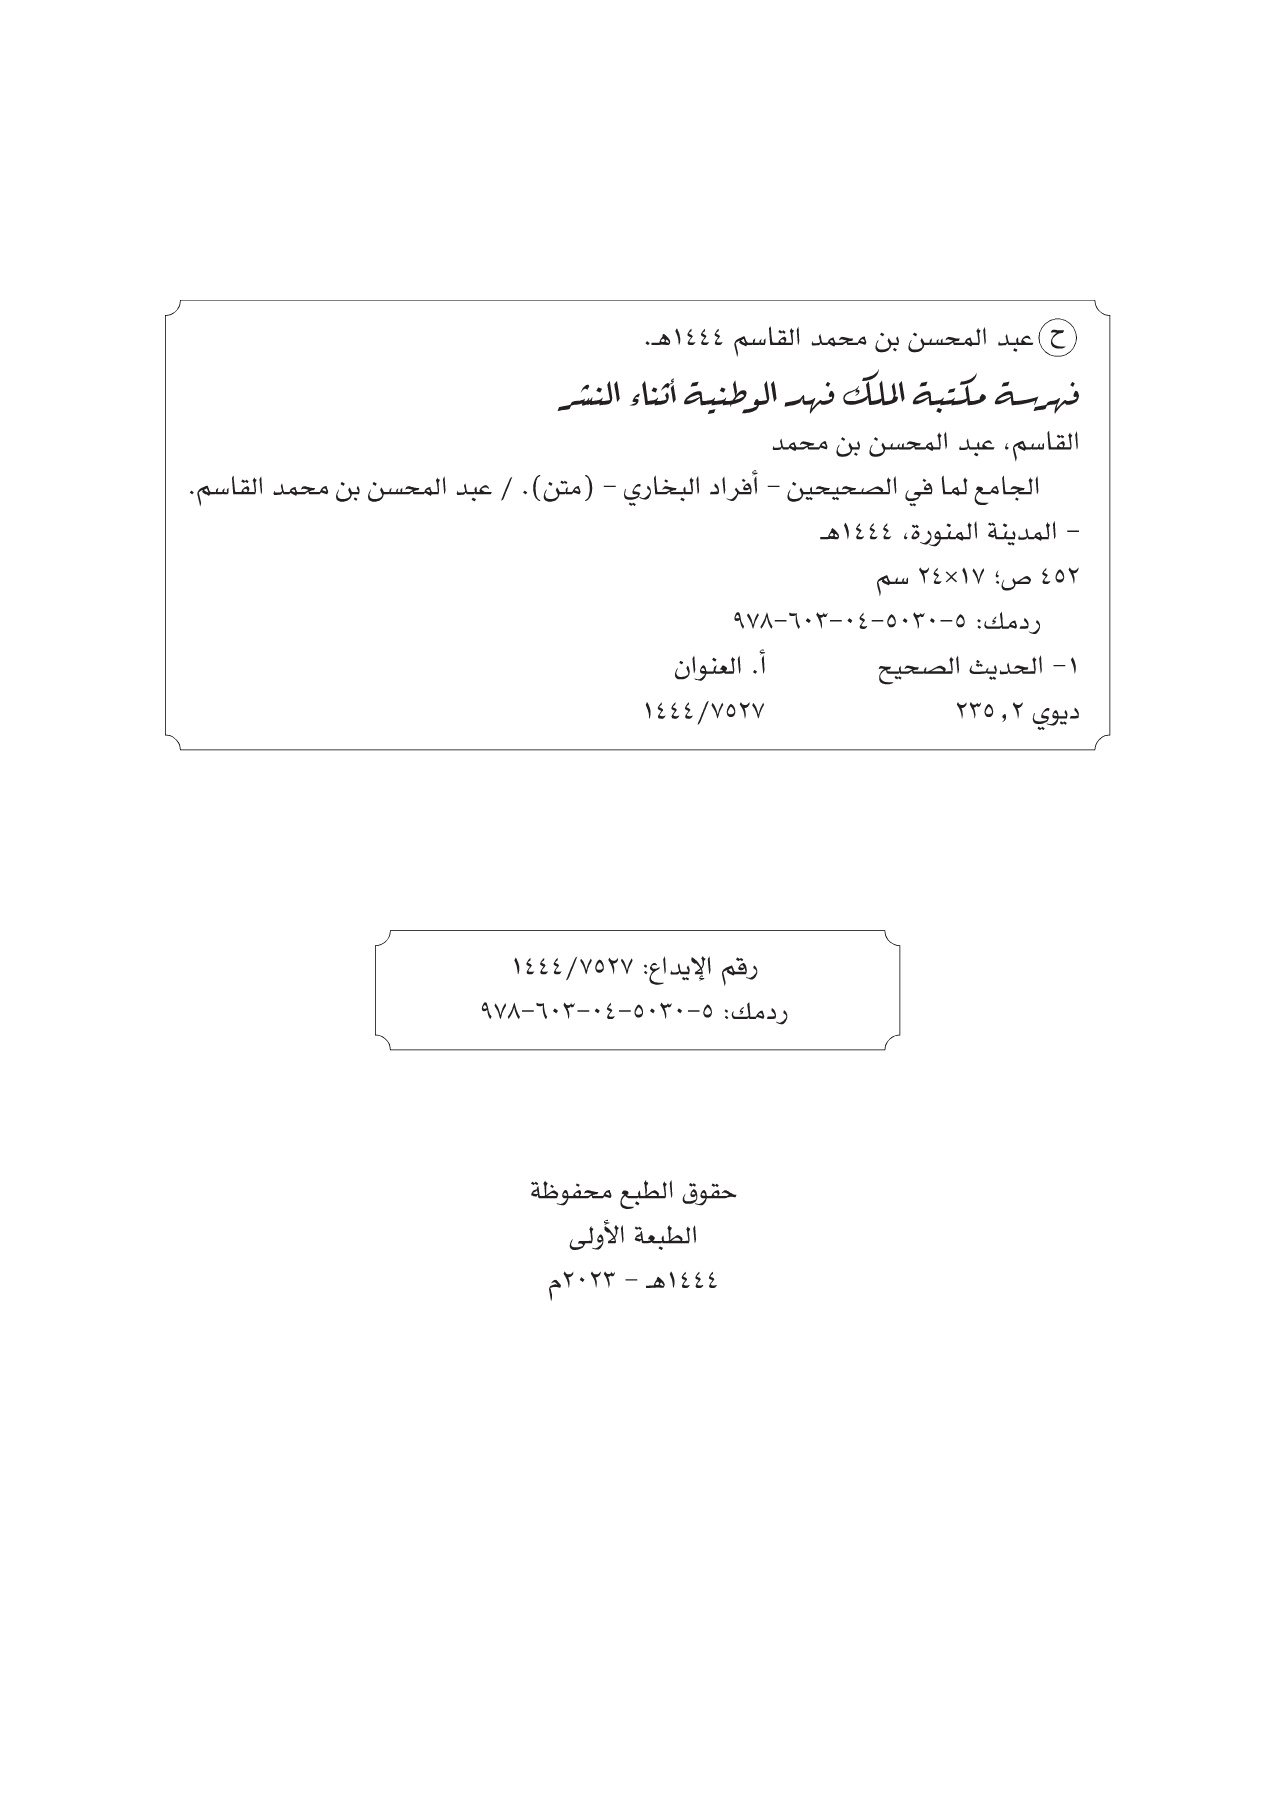 ح عبد المحسن بن محمد القاسم ١٤٤٤هـ.
فهرسة مكتبة الملك فهد الوطنية أثناء النشر
القاسم، عبد المحسن بن محمد
الجامع لما في الصحيحين - أفراد البخاري - (متن). / عبد المحسن بن محمد القاسم.
- المدينة المنورة، ١٤٤٤هـ
٤٥٢ ص؛ ١٧×٢٤ سم
ردمك: ٥-٥٠٣٠-٠٤-٦٠٣-٩٧٨
١- الحديث الصحيح أ. العنوان
ديوي ٢٣٥,٢ ١٤٤٤/٧٥٢٧
رقم الإيداع: ١٤٤٤/٧٥٢٧
ردمك: ٥-٥٠٣٠-٠٤-٦٠٣-٩٧٨
حقوق الطبع محفوظة
الطبعة الأولى
١٤٤٤هـ - ٢٠٢٣م